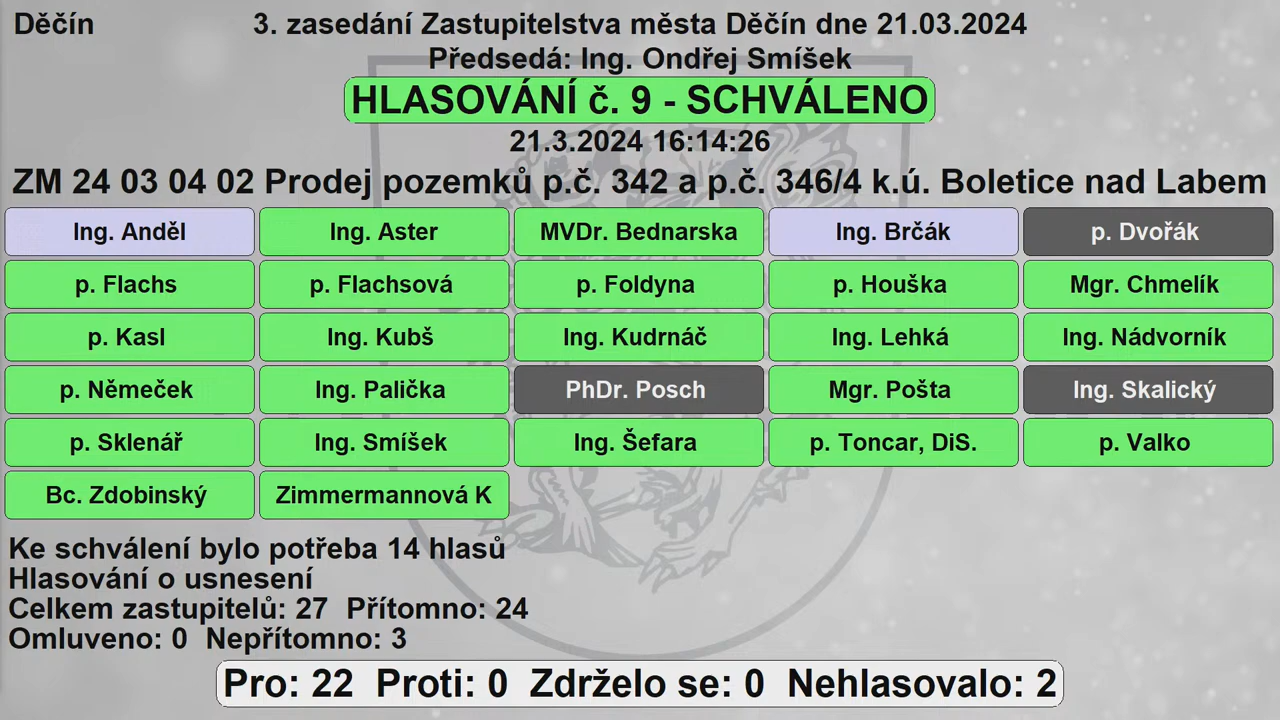 Děčín 3. zasedání Zastupitelstva města Děčín dne 21.03.2024
Předsedá: Ing. Ondřej Smíšek
HLASOVÁNÍ č. 9 - SCHVÁLENO
21.3.2024 16:14:26
ZM 24 03 04 02 Prodej pozemků p.č. 342 a p.č. 346/4 k.ú. Boletice nad Labem
Ing. Anděl Ing. Aster MVDr. Bednarska Ing. Brčák p. Dvořák
p. Flachs p. Flachsová p. Foldyna p. Houška Mgr. Chmelík
p. Kasl Ing. Kubš Ing. Kudrnáč Ing. Lehká Ing. Nádvorník
p. Němeček Ing. Palička PhDr. Posch Mgr. Pošta Ing. Skalický
p. Sklenář Ing. Smíšek Ing. Šefara p. Toncar, DiS. p. Valko
Bc. Zdobinský Zimmermannová K
Ke schválení bylo potřeba 14 hlasů
Hlasování o usnesení
Celkem zastupitelů: 27 Přítomno: 24
Omluveno: 0 Nepřítomno: 3
Pro: 22 Proti: 0 Zdrželo se: 0 Nehlasovalo: 2